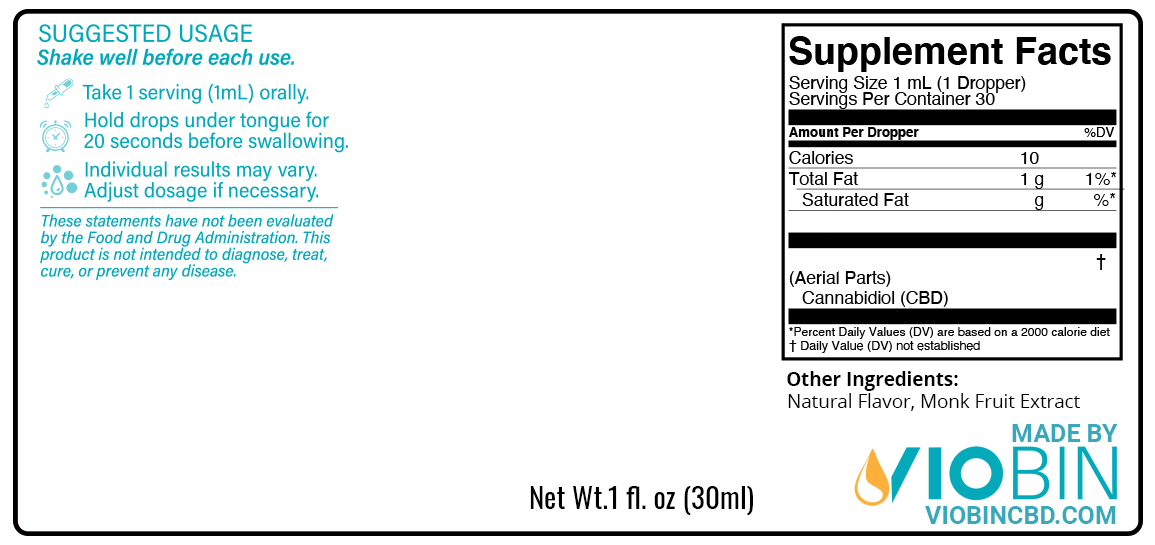 SUGGESTED USAGE
Shake well before each use.
Take 1 serving (1mL) orally.
Hold drops under tongue for
20 seconds before swallowing.
Individual results may vary.
Adjust dosage if necessary.
These statements have not been evaluated
by the Food and Drug Administration. This
product is not intended to diagnose, treat,
cure, or prevent any disease.
Net Wt.1 fl. oz (30ml)
Supplement Facts
Serving Size 1 mL (1 Dropper)
Servings Per Container 30
Amount Per Dropper %DV
Calories 10
Total Fat 1 g 1%*
Saturated Fat g %*
†
(Aerial Parts)
Cannabidiol (CBD)
*Percent Daily Values (DV) are based on a 2000 calorie diet
† Daily Value (DV) not established
Other Ingredients:
Natural Flavor, Monk Fruit Extract
MADE BY
VIOBIN
VIOBINCBD.COM